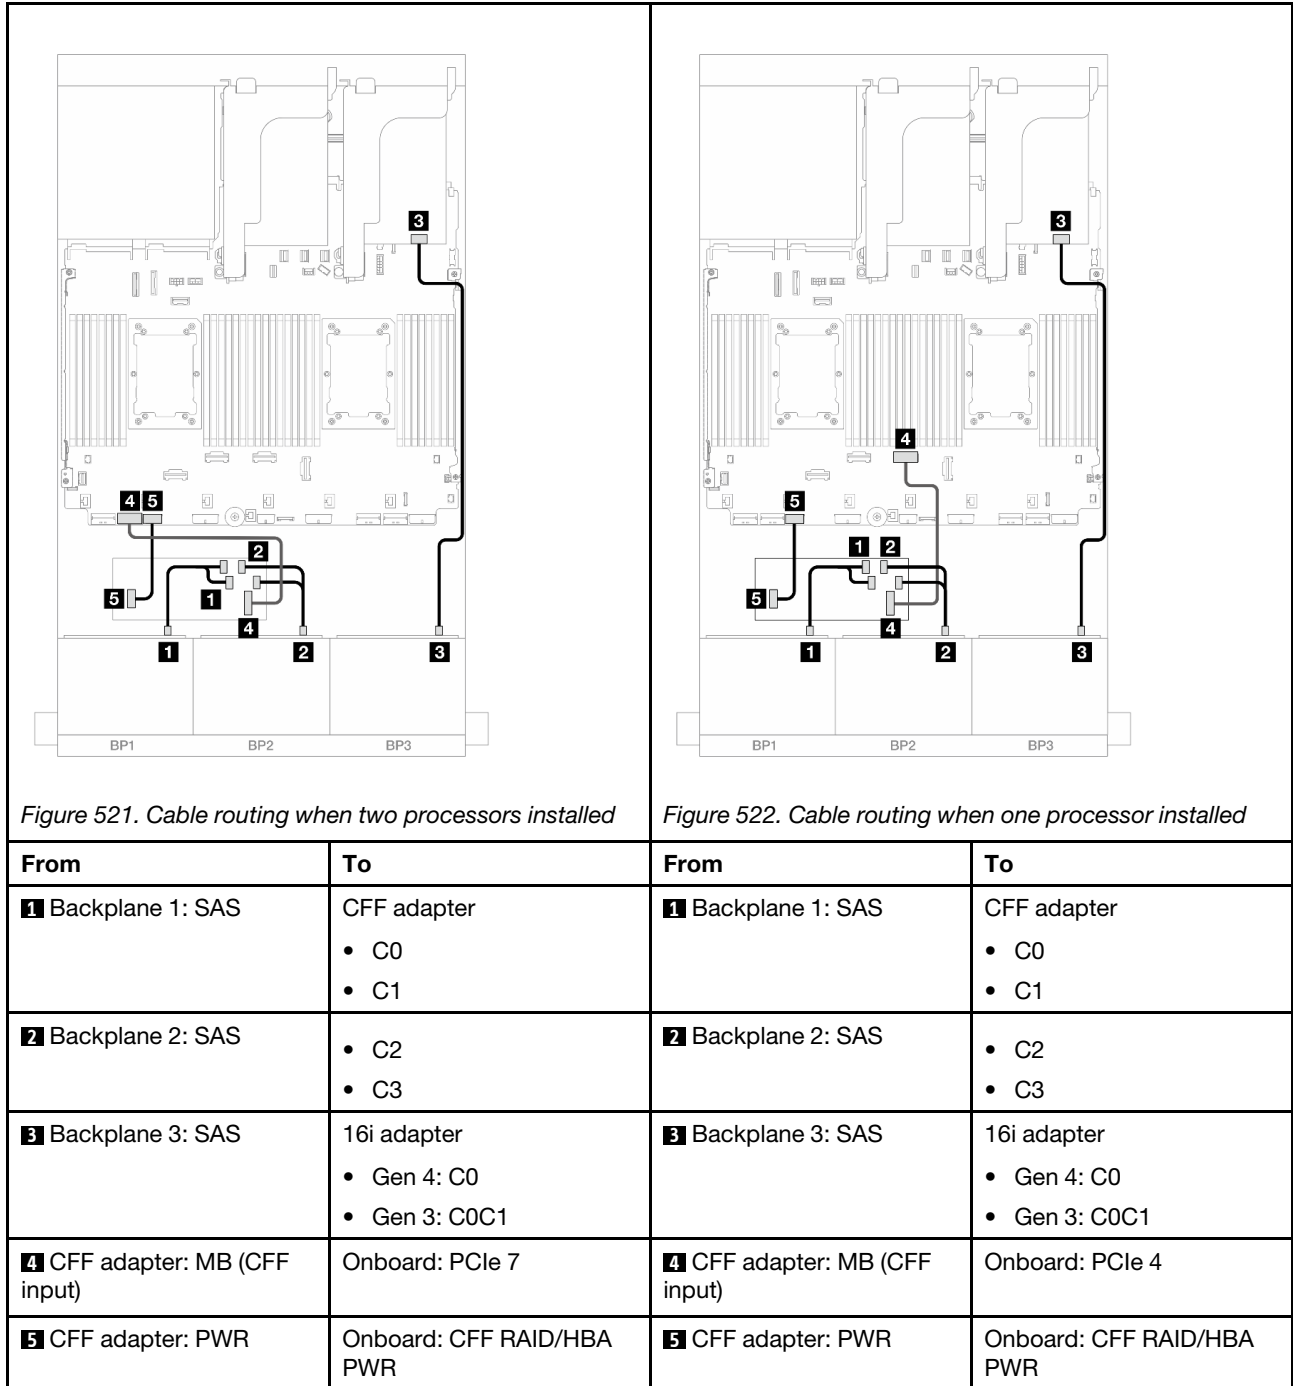 3
4
5
2
1
5
4
1
2
3
BP1
BP2
BP3
Figure 521. Cable routing when two processors installed
3
4
5
1
2
5
4
1
2
3
BP1
BP2
BP3
Figure 522. Cable routing when one processor installed
From
To
From
To
1 Backplane 1: SAS
CFF adapter
• C0
• C1
1 Backplane 1: SAS
CFF adapter
• C0
• C1
2 Backplane 2: SAS
• C2
• C3
2 Backplane 2: SAS
• C2
• C3
3 Backplane 3: SAS
16i adapter
• Gen 4: C0
• Gen 3: C0C1
3 Backplane 3: SAS
16i adapter
• Gen 4: C0
• Gen 3: C0C1
4 CFF adapter: MB (CFF
input)
Onboard: PCIe 7
4 CFF adapter: MB (CFF
input)
Onboard: PCIe 4
5 CFF adapter: PWR
Onboard: CFF RAID/HBA
PWR
5 CFF adapter: PWR
Onboard: CFF RAID/HBA
PWR